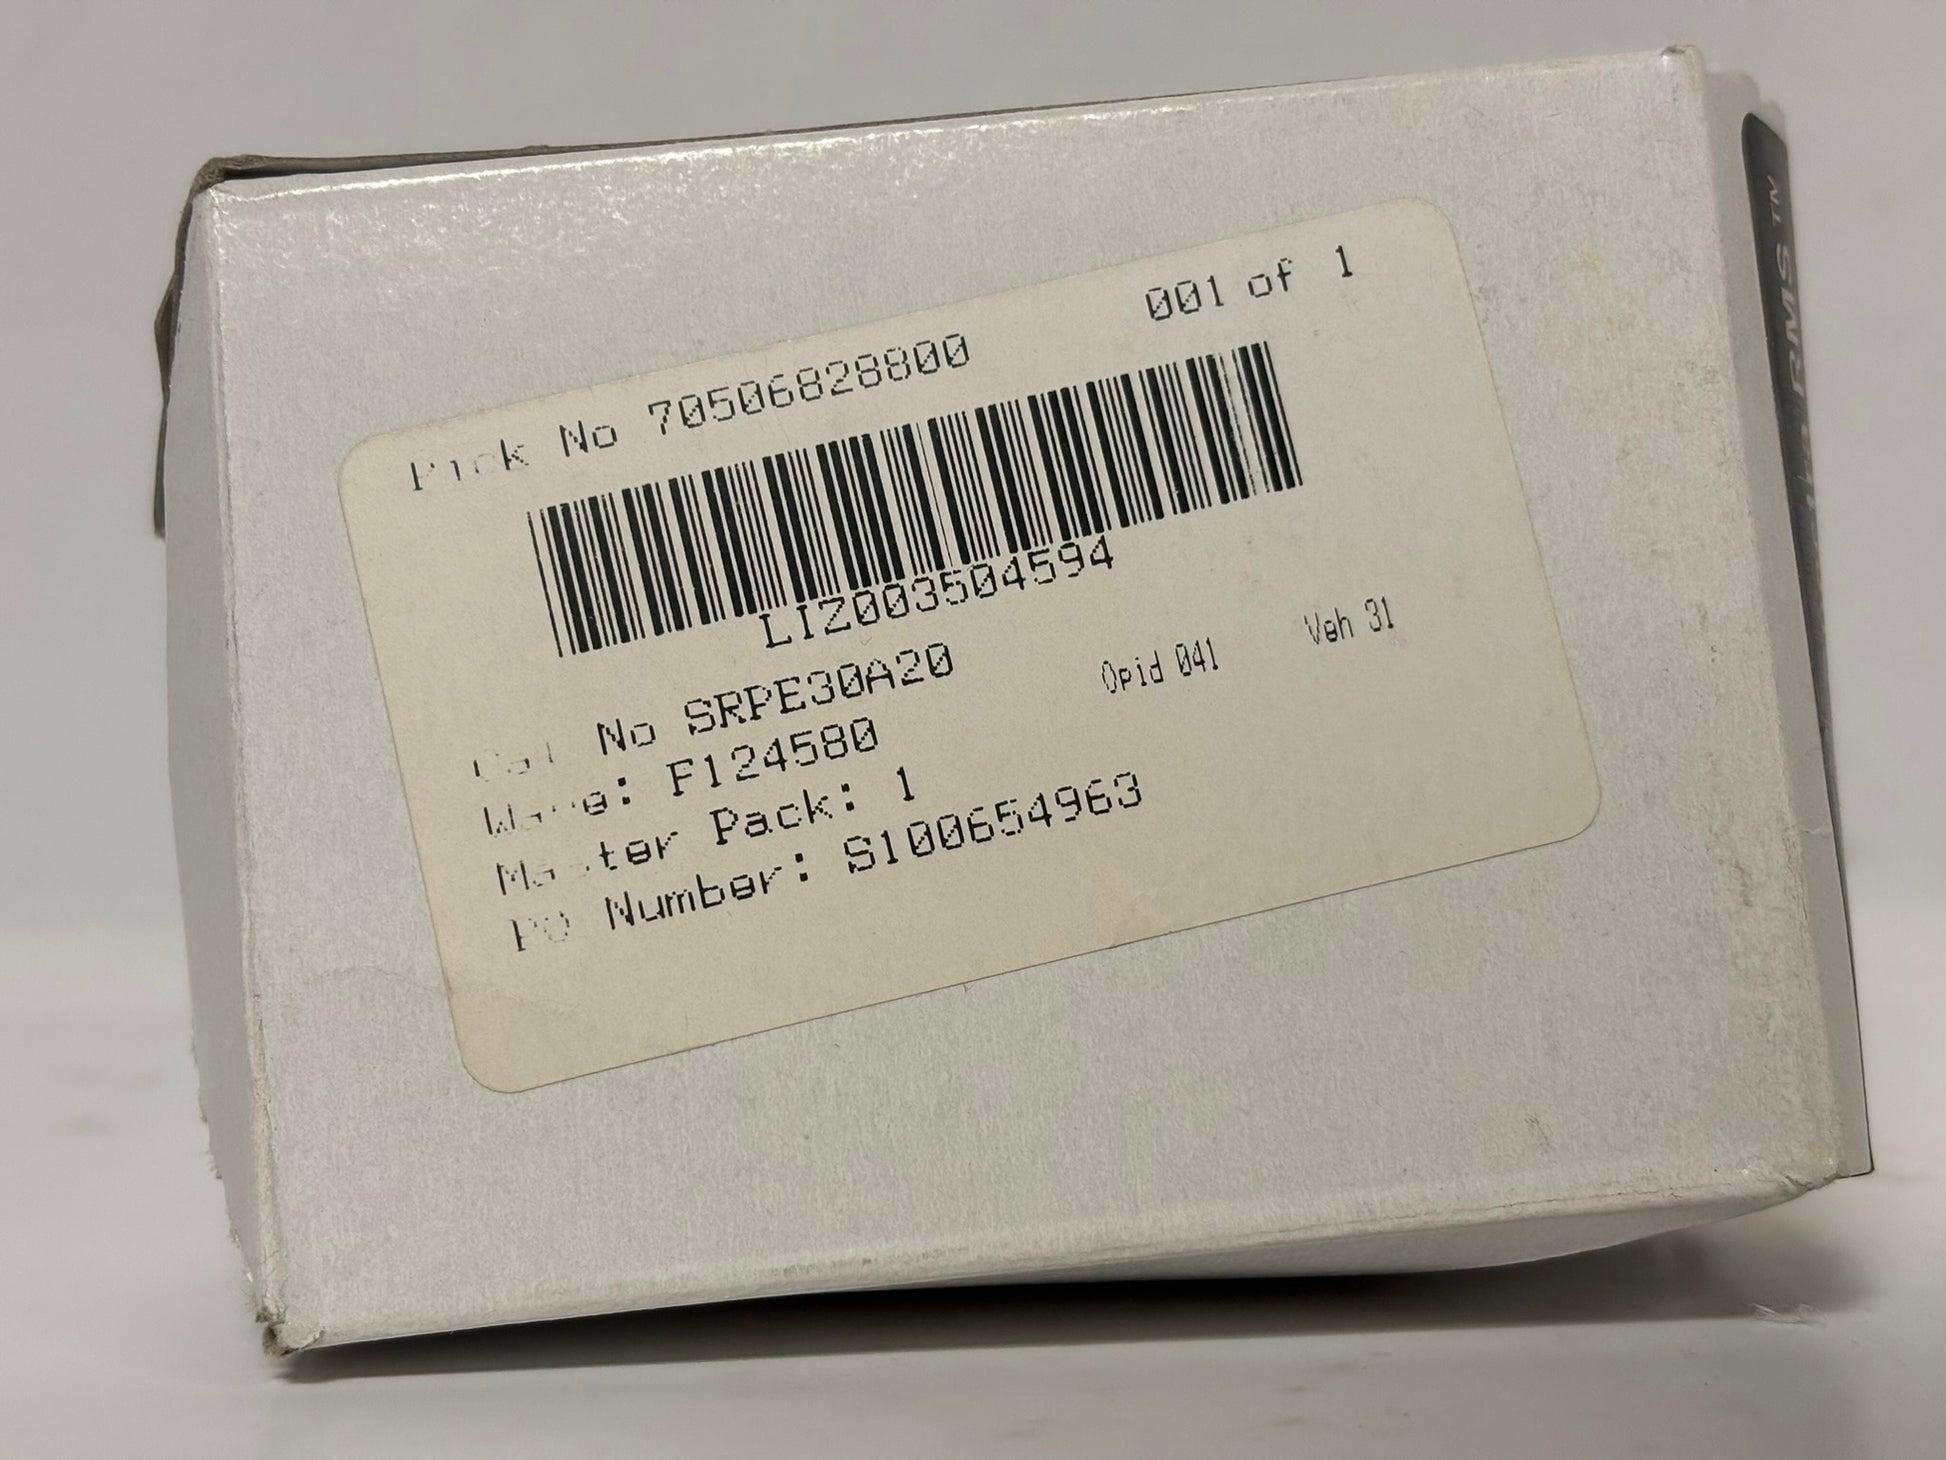 001 of 1
Pick No 70506828800
LIZ003504594
Cat No SRPE30A20
Opid 041
Veh 31
Wave: F124580
Master Pack: 1
PO Number: S100654963
RMS™